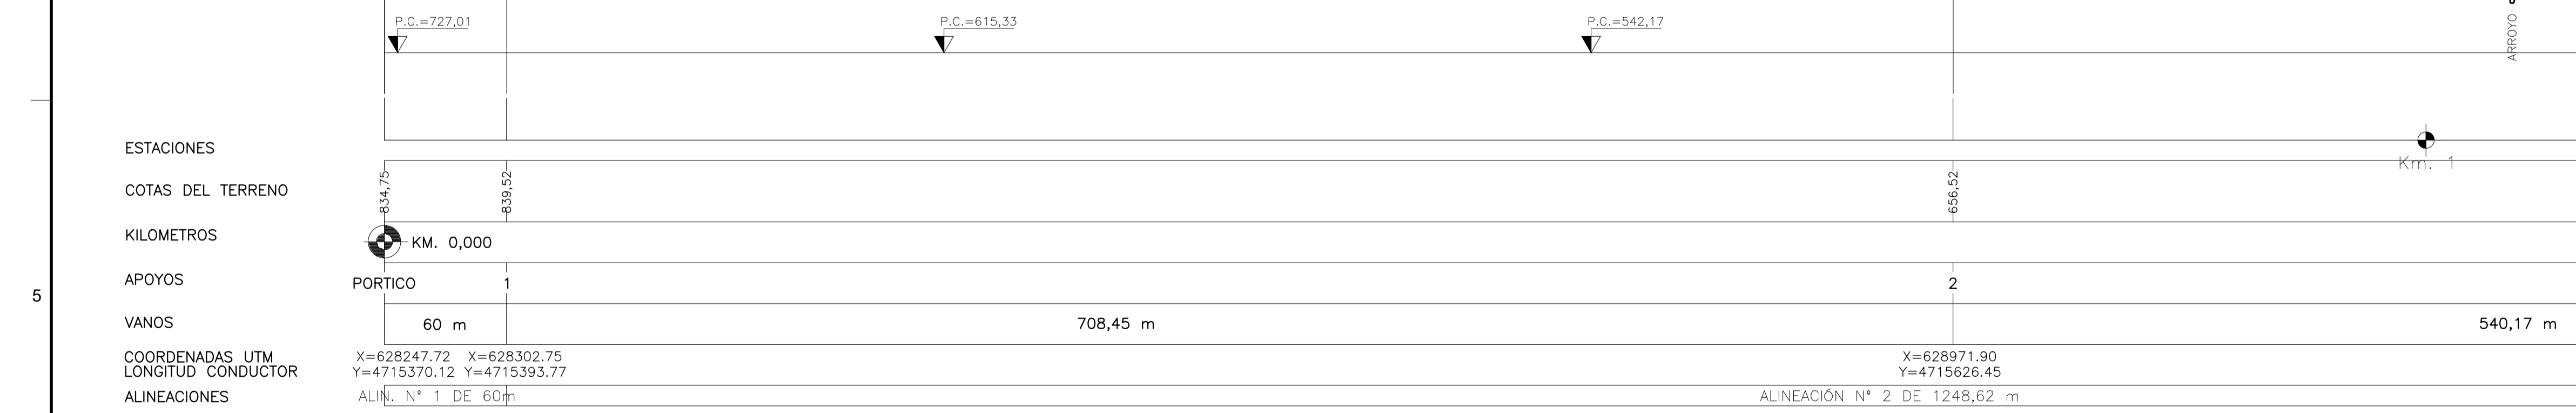 P.C.=727,01 P.C.=615,33 P.C.=542,17
ARROYO
ESTACIONES
Km. 1
COTAS DEL TERRENO 834,75 839,52 656,52
KILOMETROS KM. 0,000
APOYOS PORTICO 1 2
5
VANOS 60 m 708,45 m 540,17 m
COORDENADAS UTM X=628247.72 X=628302.75 X=628971.90
LONGITUD CONDUCTOR Y=4715370.12 Y=4715393.77 Y=4715626.45
ALINEACIONES ALIN. N° 1 DE 60m ALINEACIÓN N° 2 DE 1248,62 m